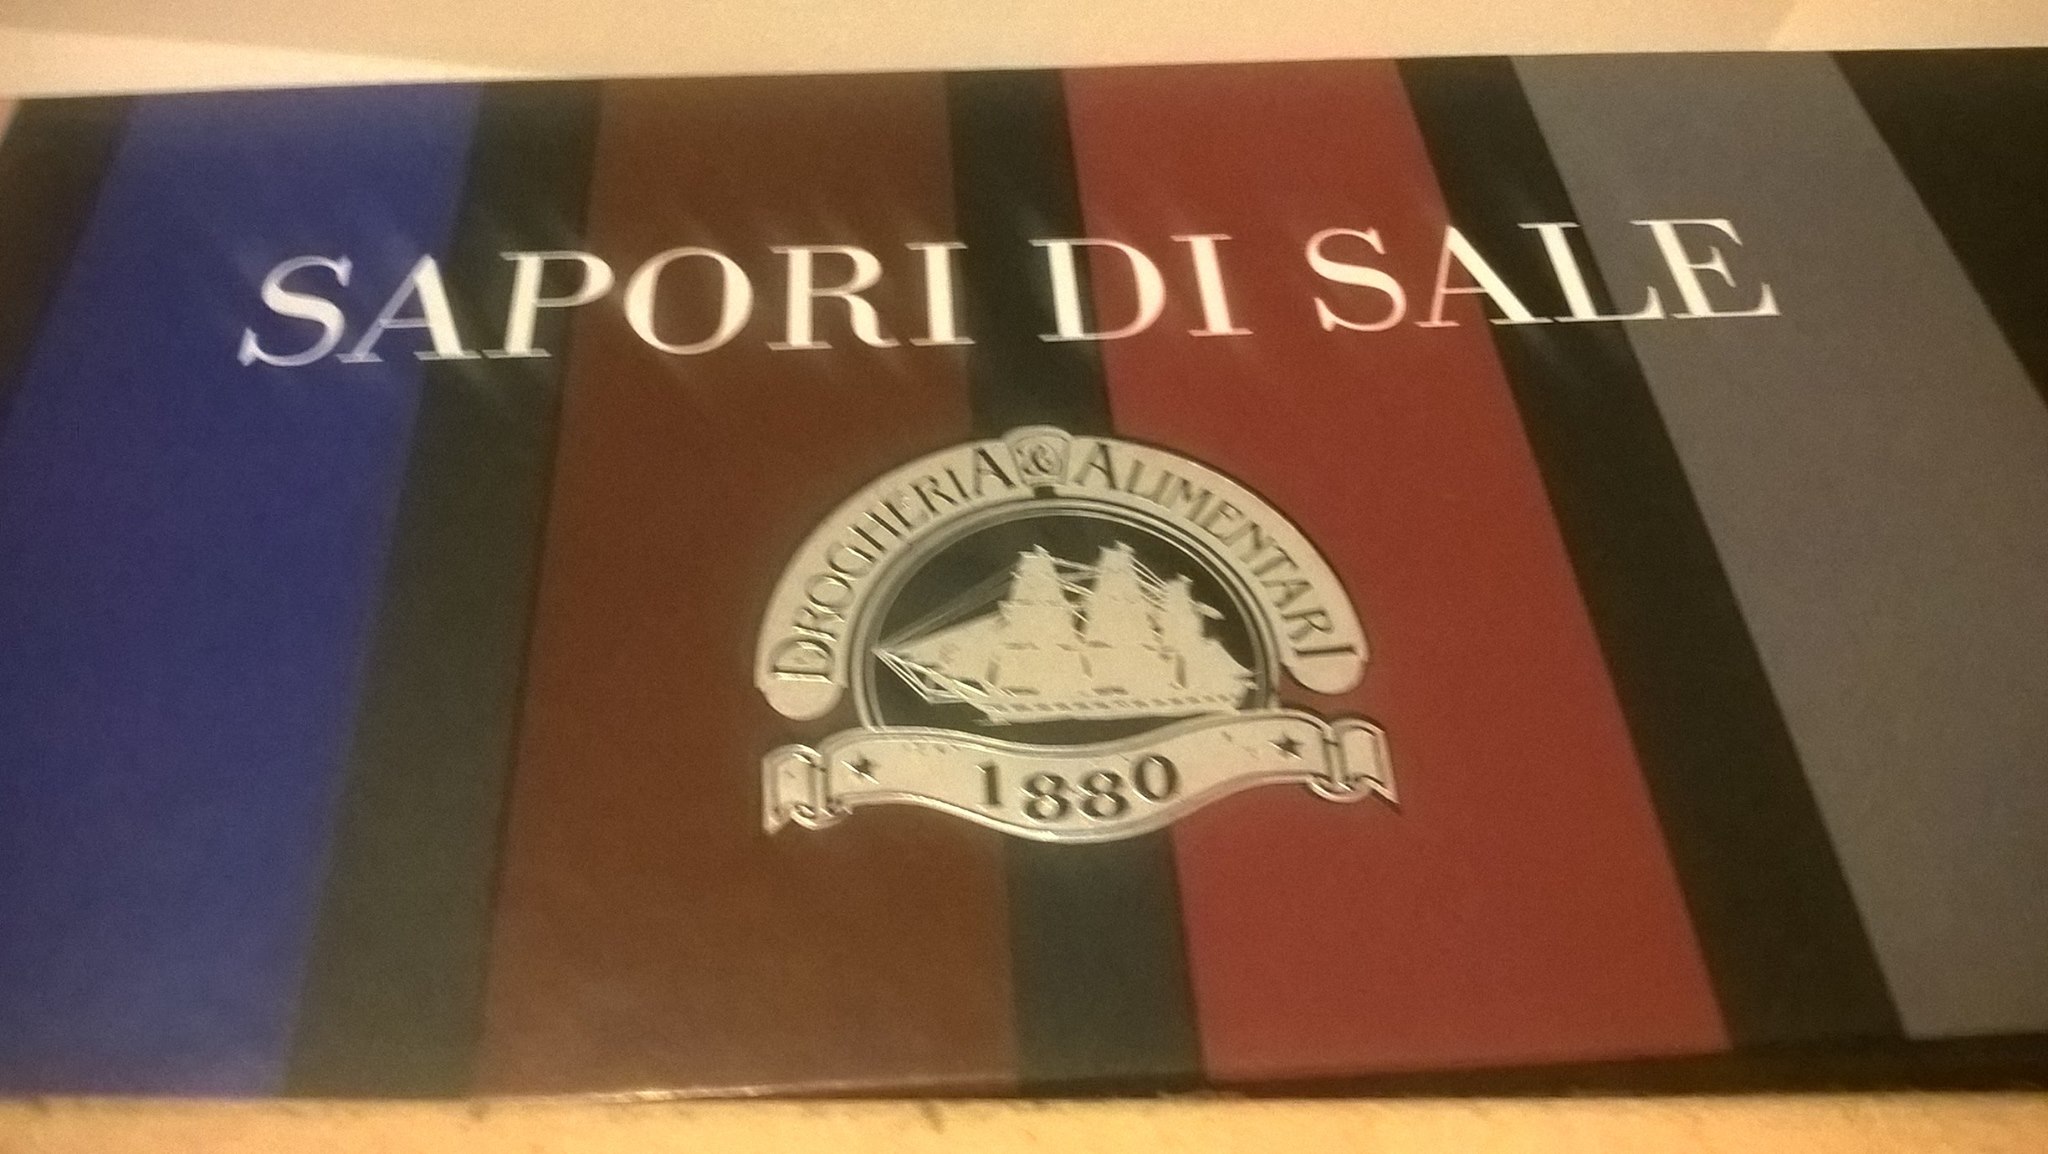 SAPORI DI SALE
DROGHERIA & ALIMENTARI
1880